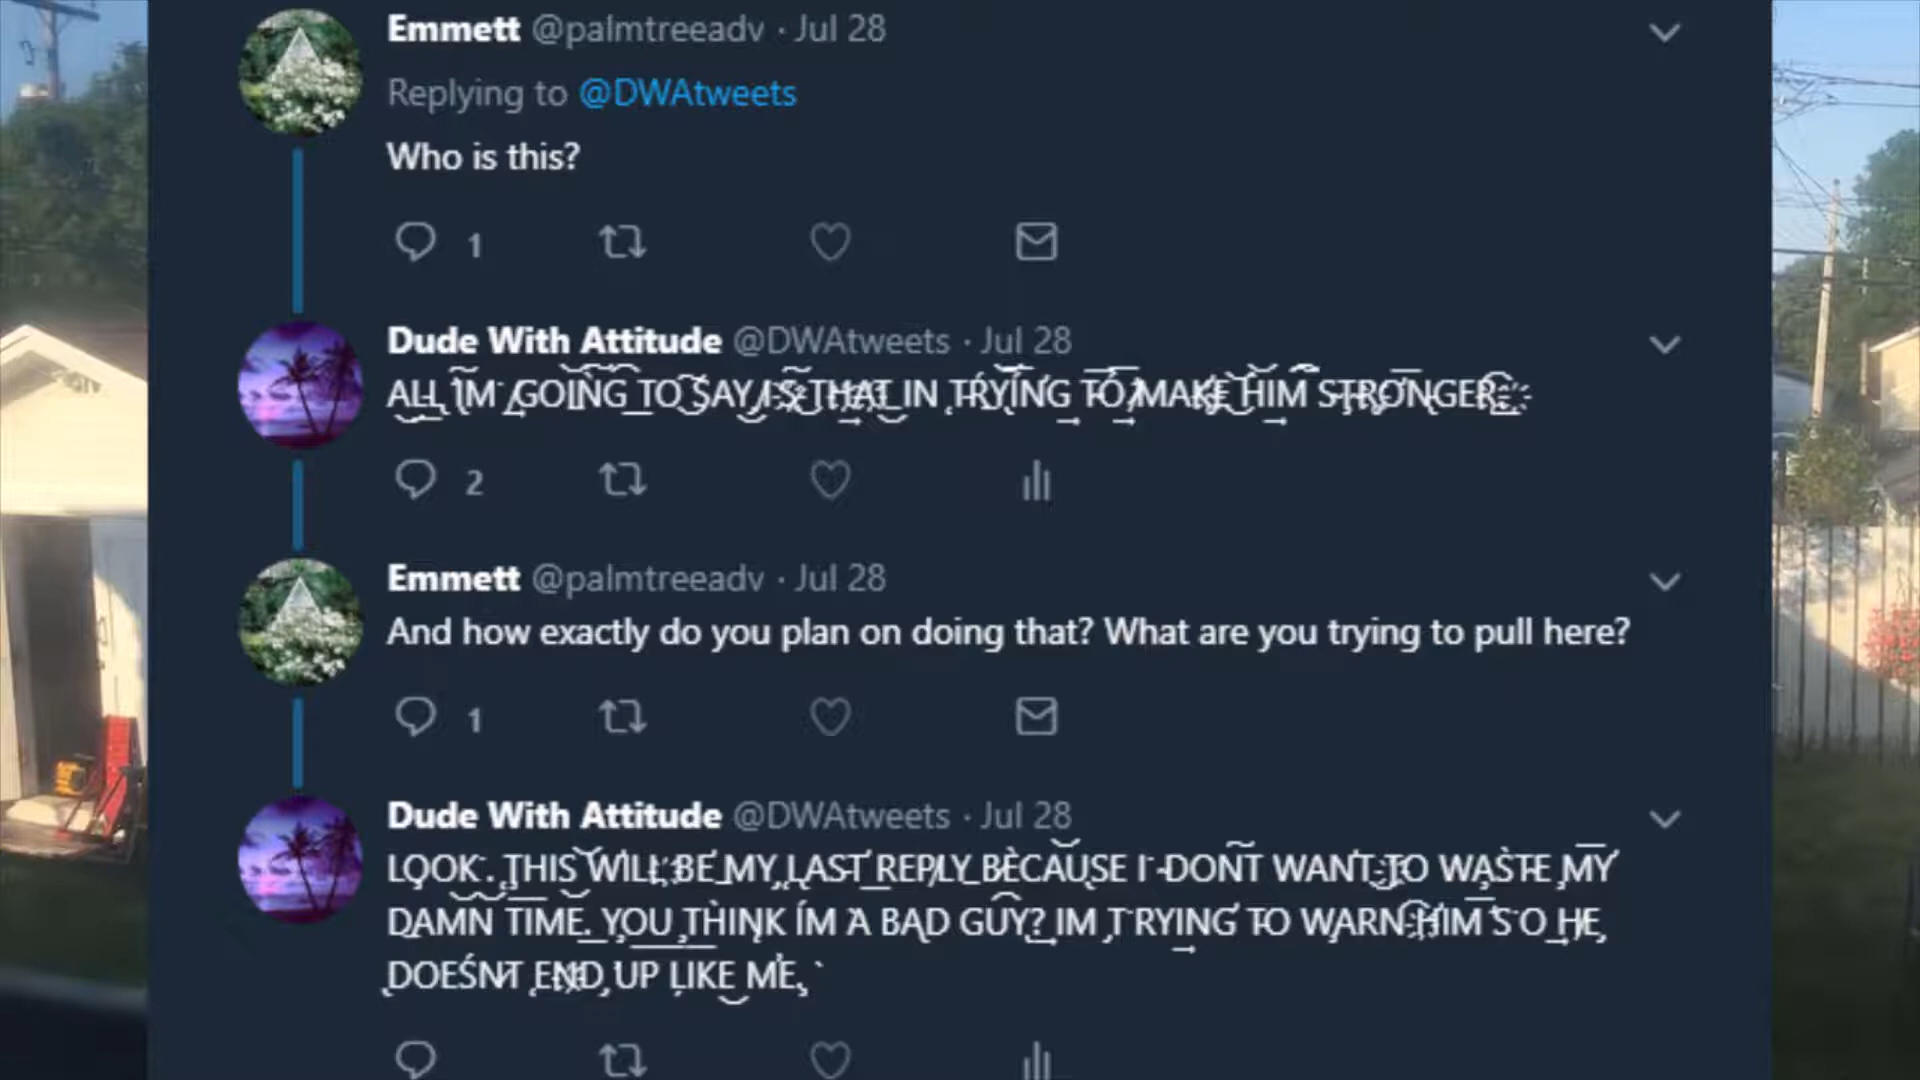 Emmett @palmtreeadv · Jul 28
Replying to @DWAtweets
Who is this?
1
Dude With Attitude @DWAtweets · Jul 28
ALL IM GOING TO SAY IS THAT IN TRYING TO MAKE HIM STRONGER
2
Emmett @palmtreeadv · Jul 28
And how exactly do you plan on doing that? What are you trying to pull here?
1
Dude With Attitude @DWAtweets · Jul 28
LOOK. THIS WILL BE MY LAST REPLY BECAUSE I DONT WANT TO WASTE MY
DAMN TIME. YOU THINK IM A BAD GUY? IM TRYING TO WARN HIM SO HE
DOESNT END UP LIKE ME.